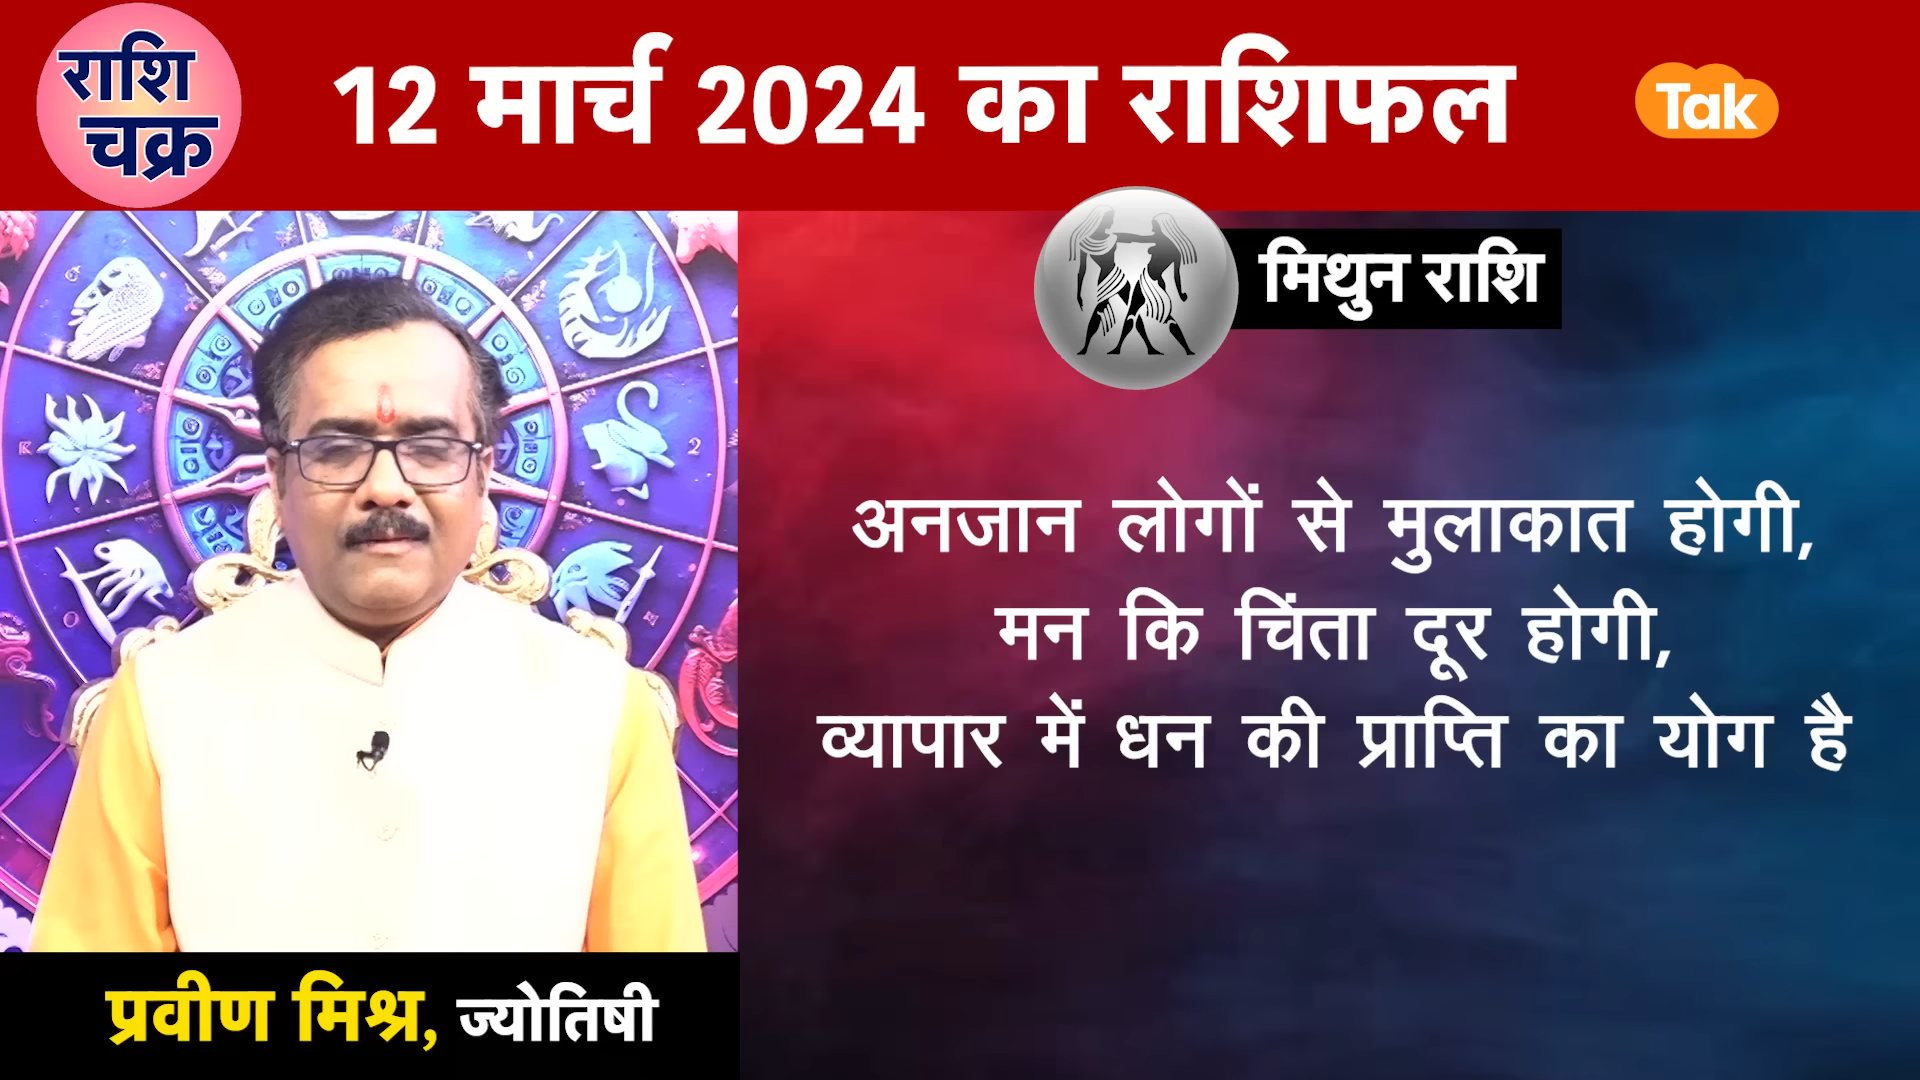 राशि
चक्र
12 मार्च 2024 का राशिफल
Tak
मिथुन राशि
अनजान लोगों से मुलाकात होगी,
मन कि चिंता दूर होगी,
व्यापार में धन की प्राप्ति का योग है
प्रवीण मिश्र, ज्योतिषी